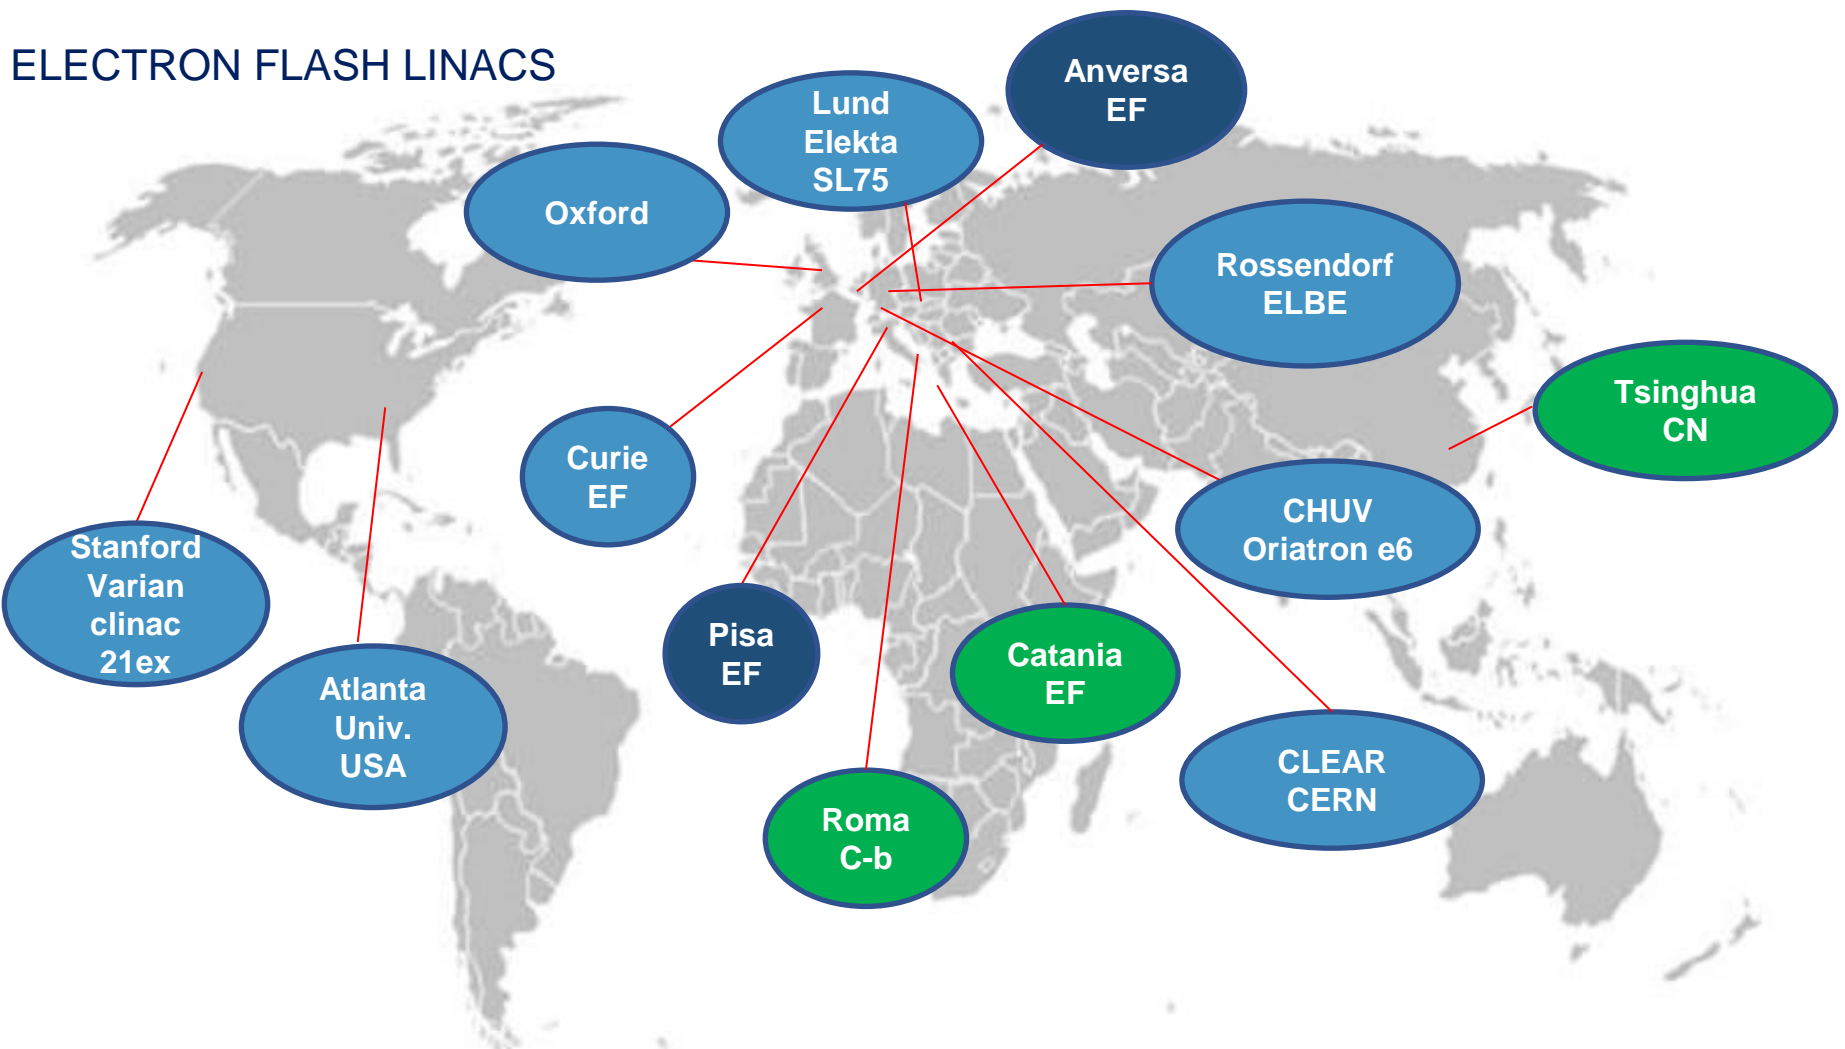 ELECTRON FLASH LINACS
Anversa
EF
Lund
Elekta
SL75
Oxford
Rossendorf
ELBE
Tsinghua
CN
Curie
EF
CHUV
Oriatron e6
Stanford
Varian
clinac
21ex
Pisa
EF
Catania
EF
Atlanta
Univ.
USA
CLEAR
CERN
Roma
C-b